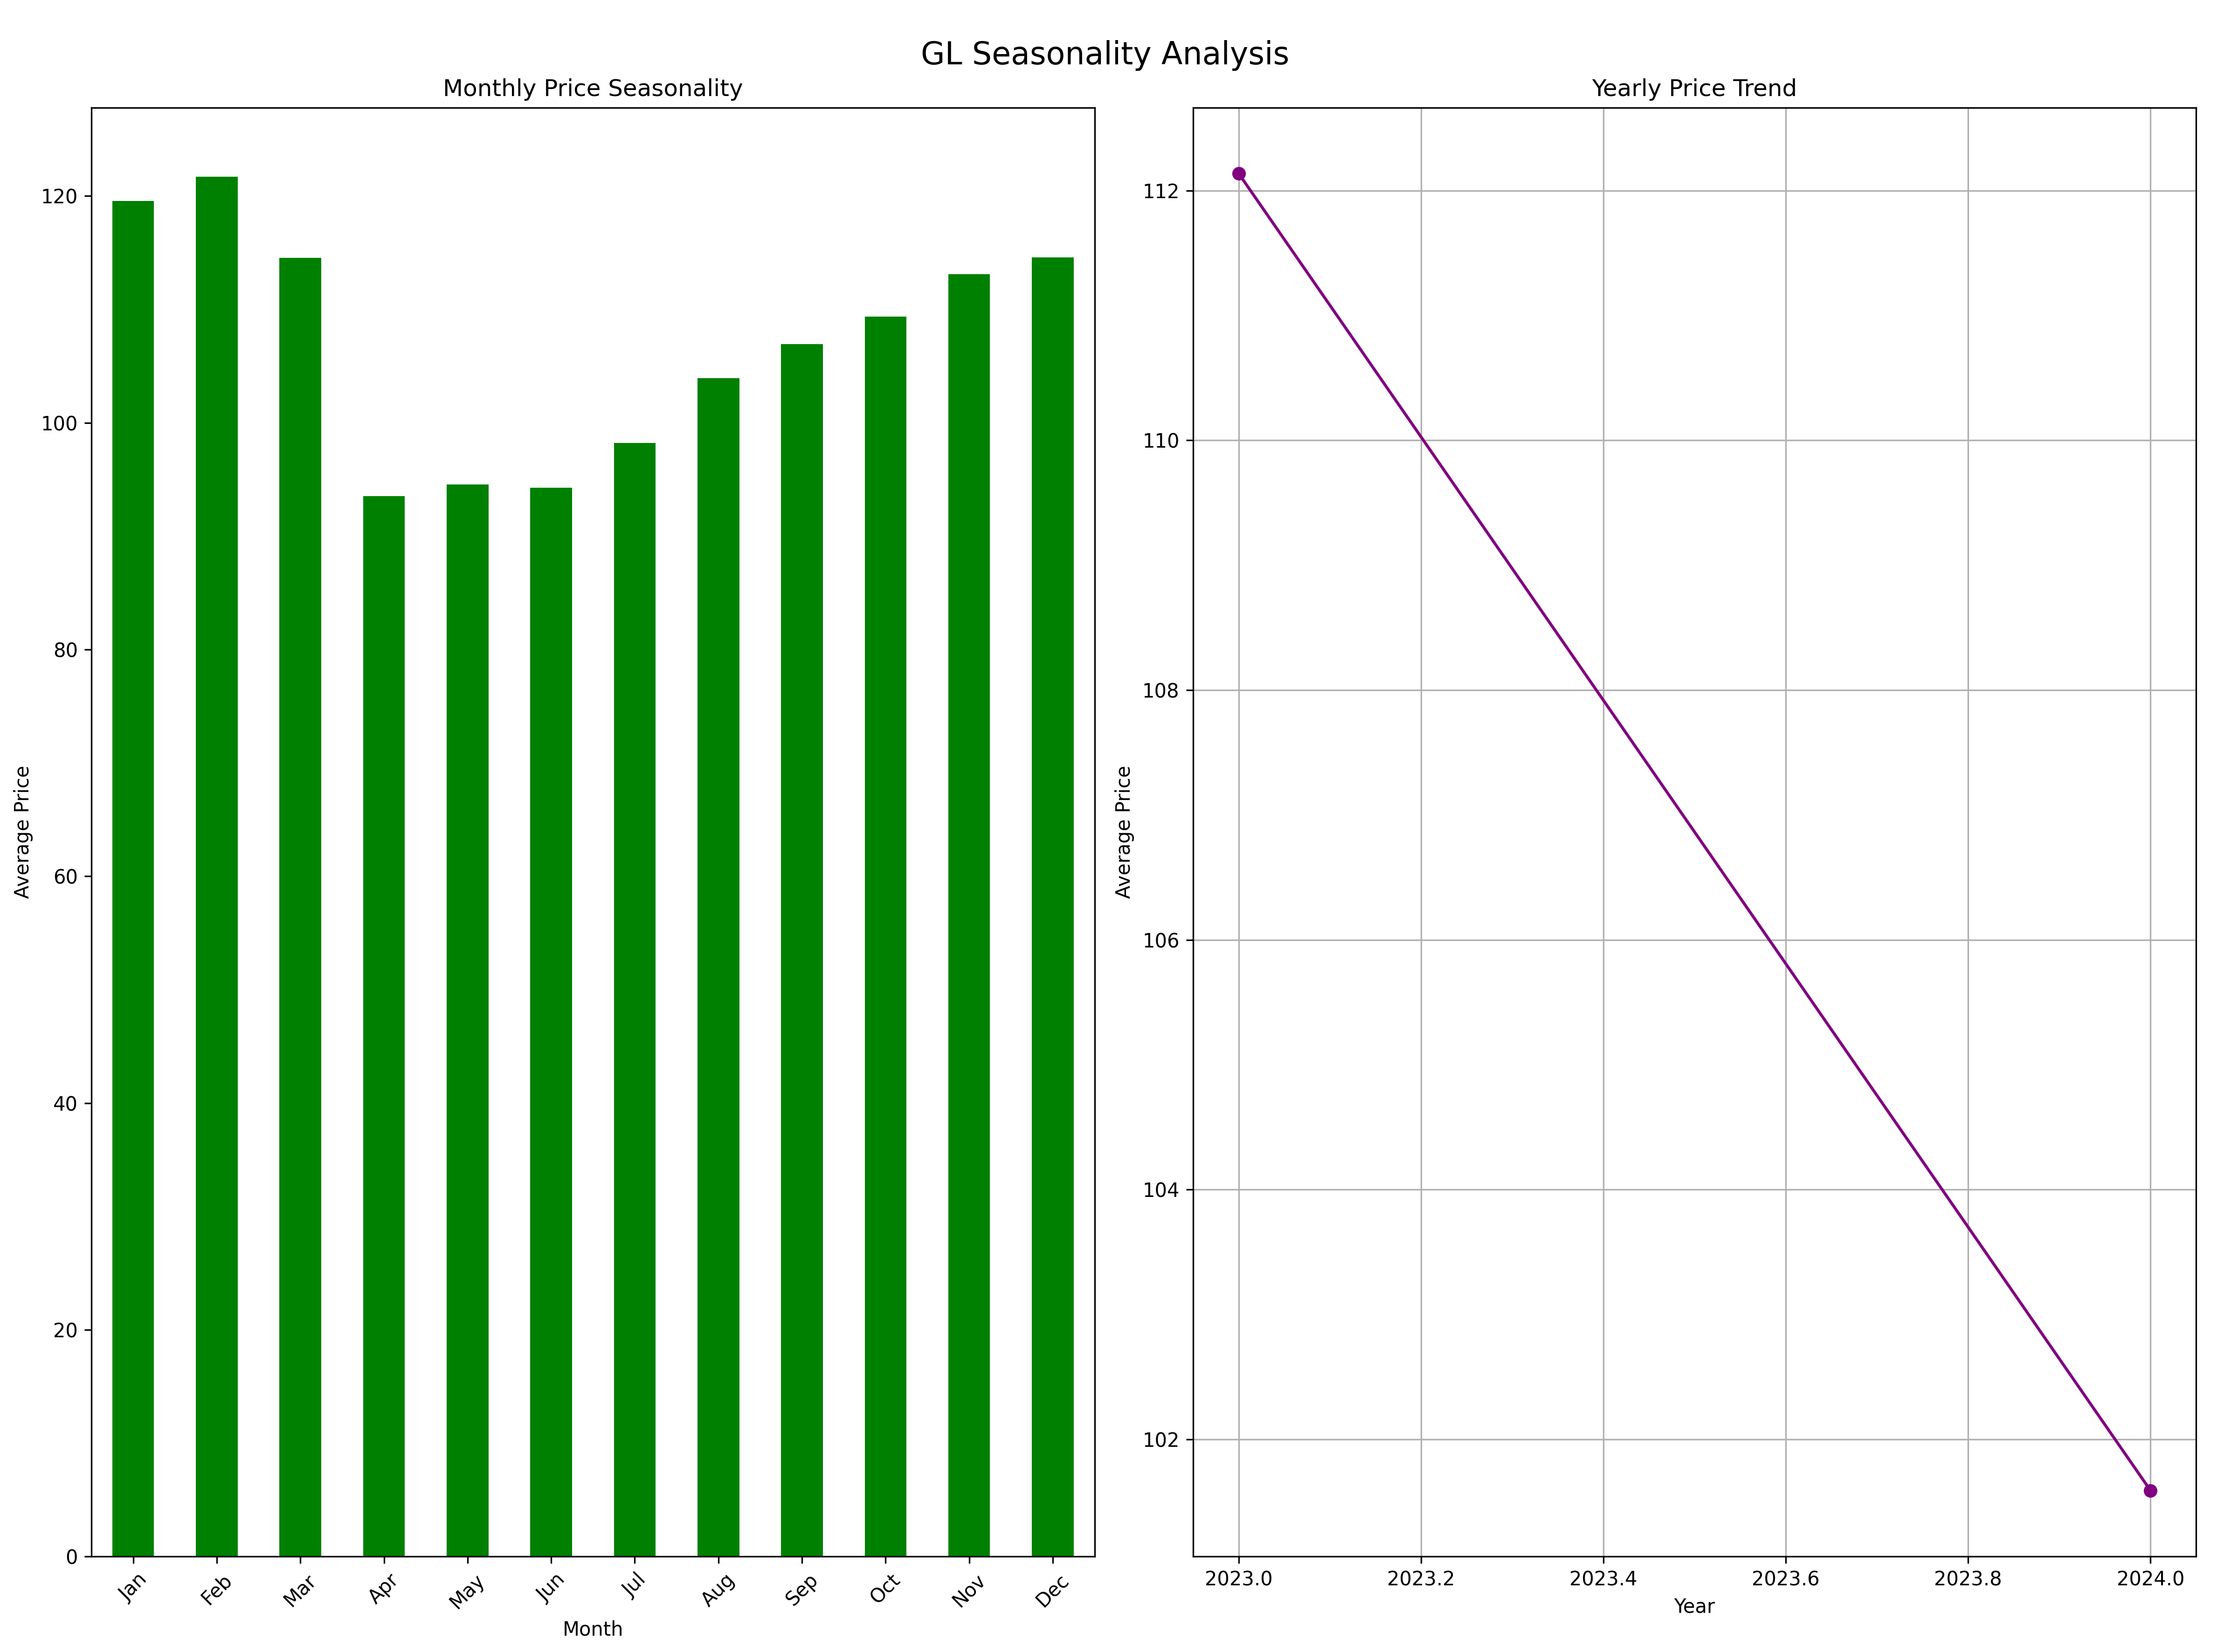 GL Seasonality Analysis
Monthly Price Seasonality
120
100
80
60
40
20
0
Average Price
Jan
Feb
Mar
Apr
May
Jun
Jul
Aug
Sep
Oct
Nov
Dec
Month
Yearly Price Trend
112
110
108
106
104
102
Average Price
2023.0
2023.2
2023.4
2023.6
2023.8
2024.0
Year